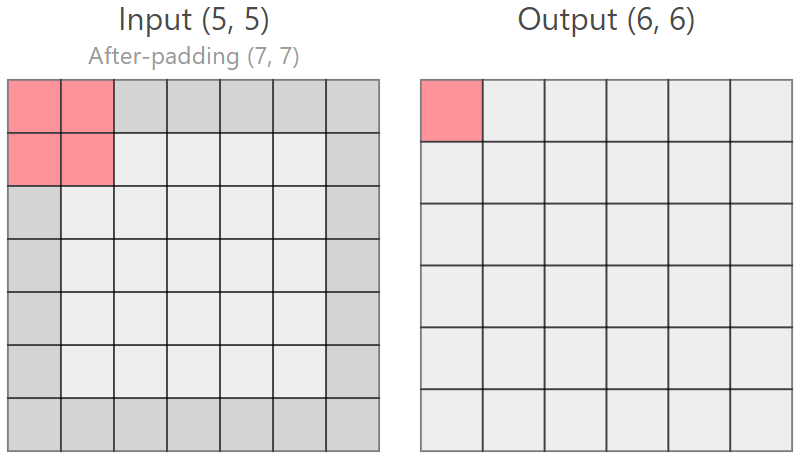 Input (5, 5)
After-padding (7, 7)
Output (6, 6)